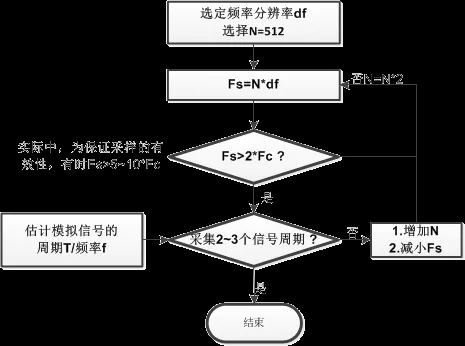 选定频率分辨率df
选择N=512
Fs=N*df
否N=N*2
实际中，为保证采样的有
效性，有时Fs>5~10*Fc
Fs>2*Fc ?
是
估计模拟信号的
周期T/频率f
采集2~3个信号周期 ?
否
1.增加N
2.减小Fs
是
结束